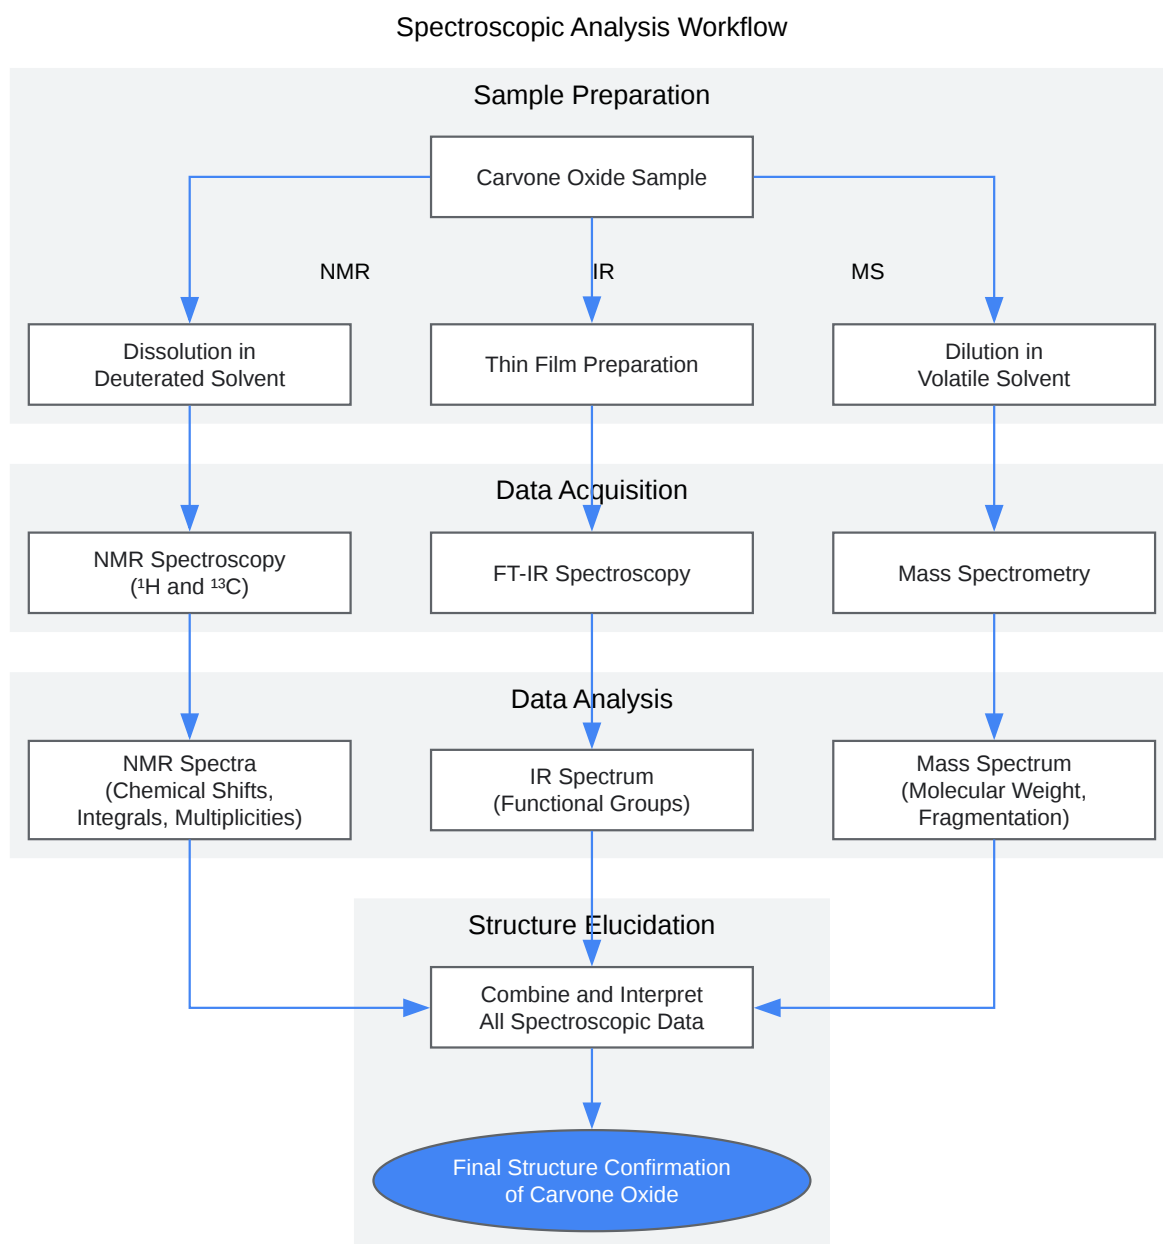 Spectroscopic Analysis Workflow
Sample Preparation
Carvone Oxide Sample
NMR
IR
MS
Dissolution in
Deuterated Solvent
Thin Film Preparation
Dilution in
Volatile Solvent
Data Acquisition
NMR Spectroscopy
(¹H and ¹³C)
FT-IR Spectroscopy
Mass Spectrometry
Data Analysis
NMR Spectra
(Chemical Shifts,
Integrals, Multiplicities)
IR Spectrum
(Functional Groups)
Mass Spectrum
(Molecular Weight,
Fragmentation)
Structure Elucidation
Combine and Interpret
All Spectroscopic Data
Final Structure Confirmation
of Carvone Oxide